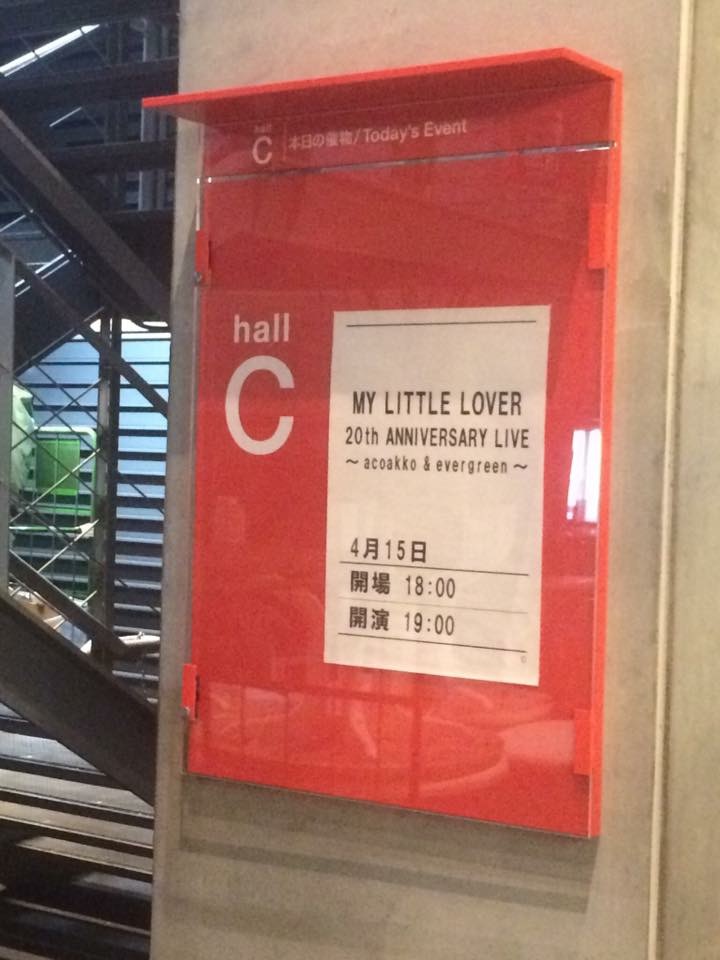 hall
C 本日の催物/Today's Event
hall
C
MY LITTLE LOVER
20th ANNIVERSARY LIVE
～ acoakko & evergreen ～
4月15日
開場 18:00
開演 19:00